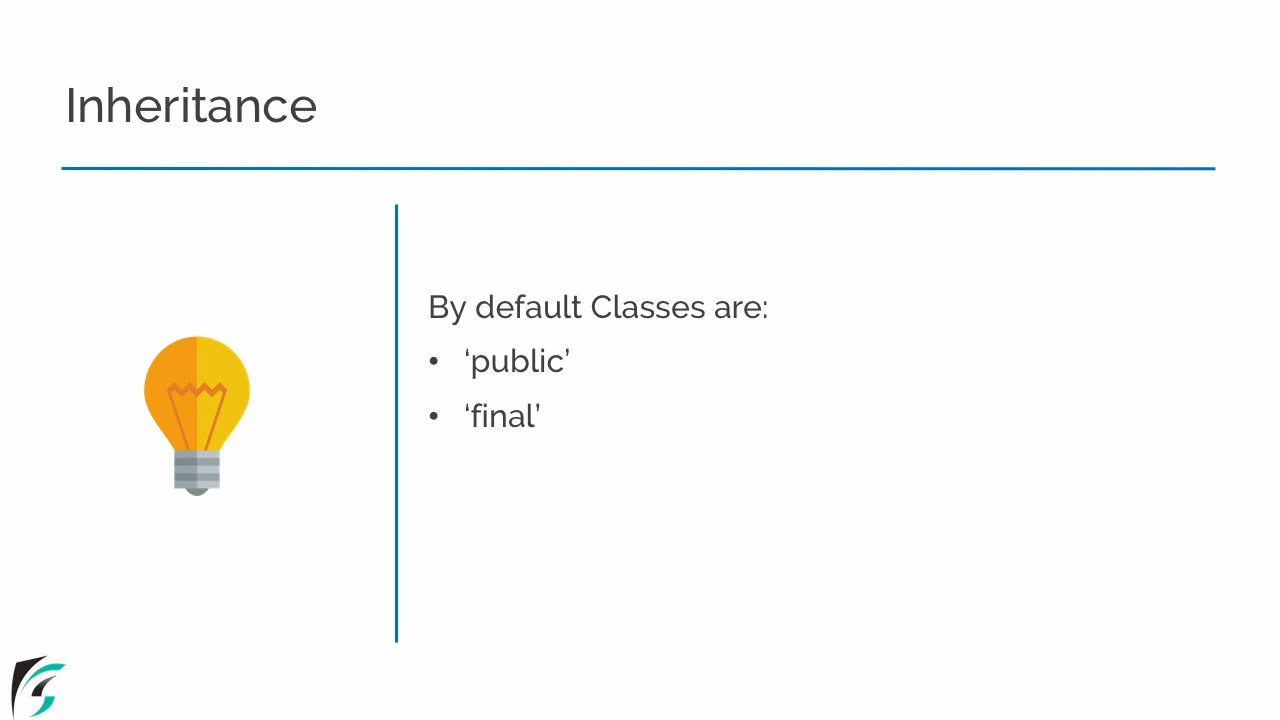 Inheritance
By default Classes are:
• ‘public’
• ‘final’